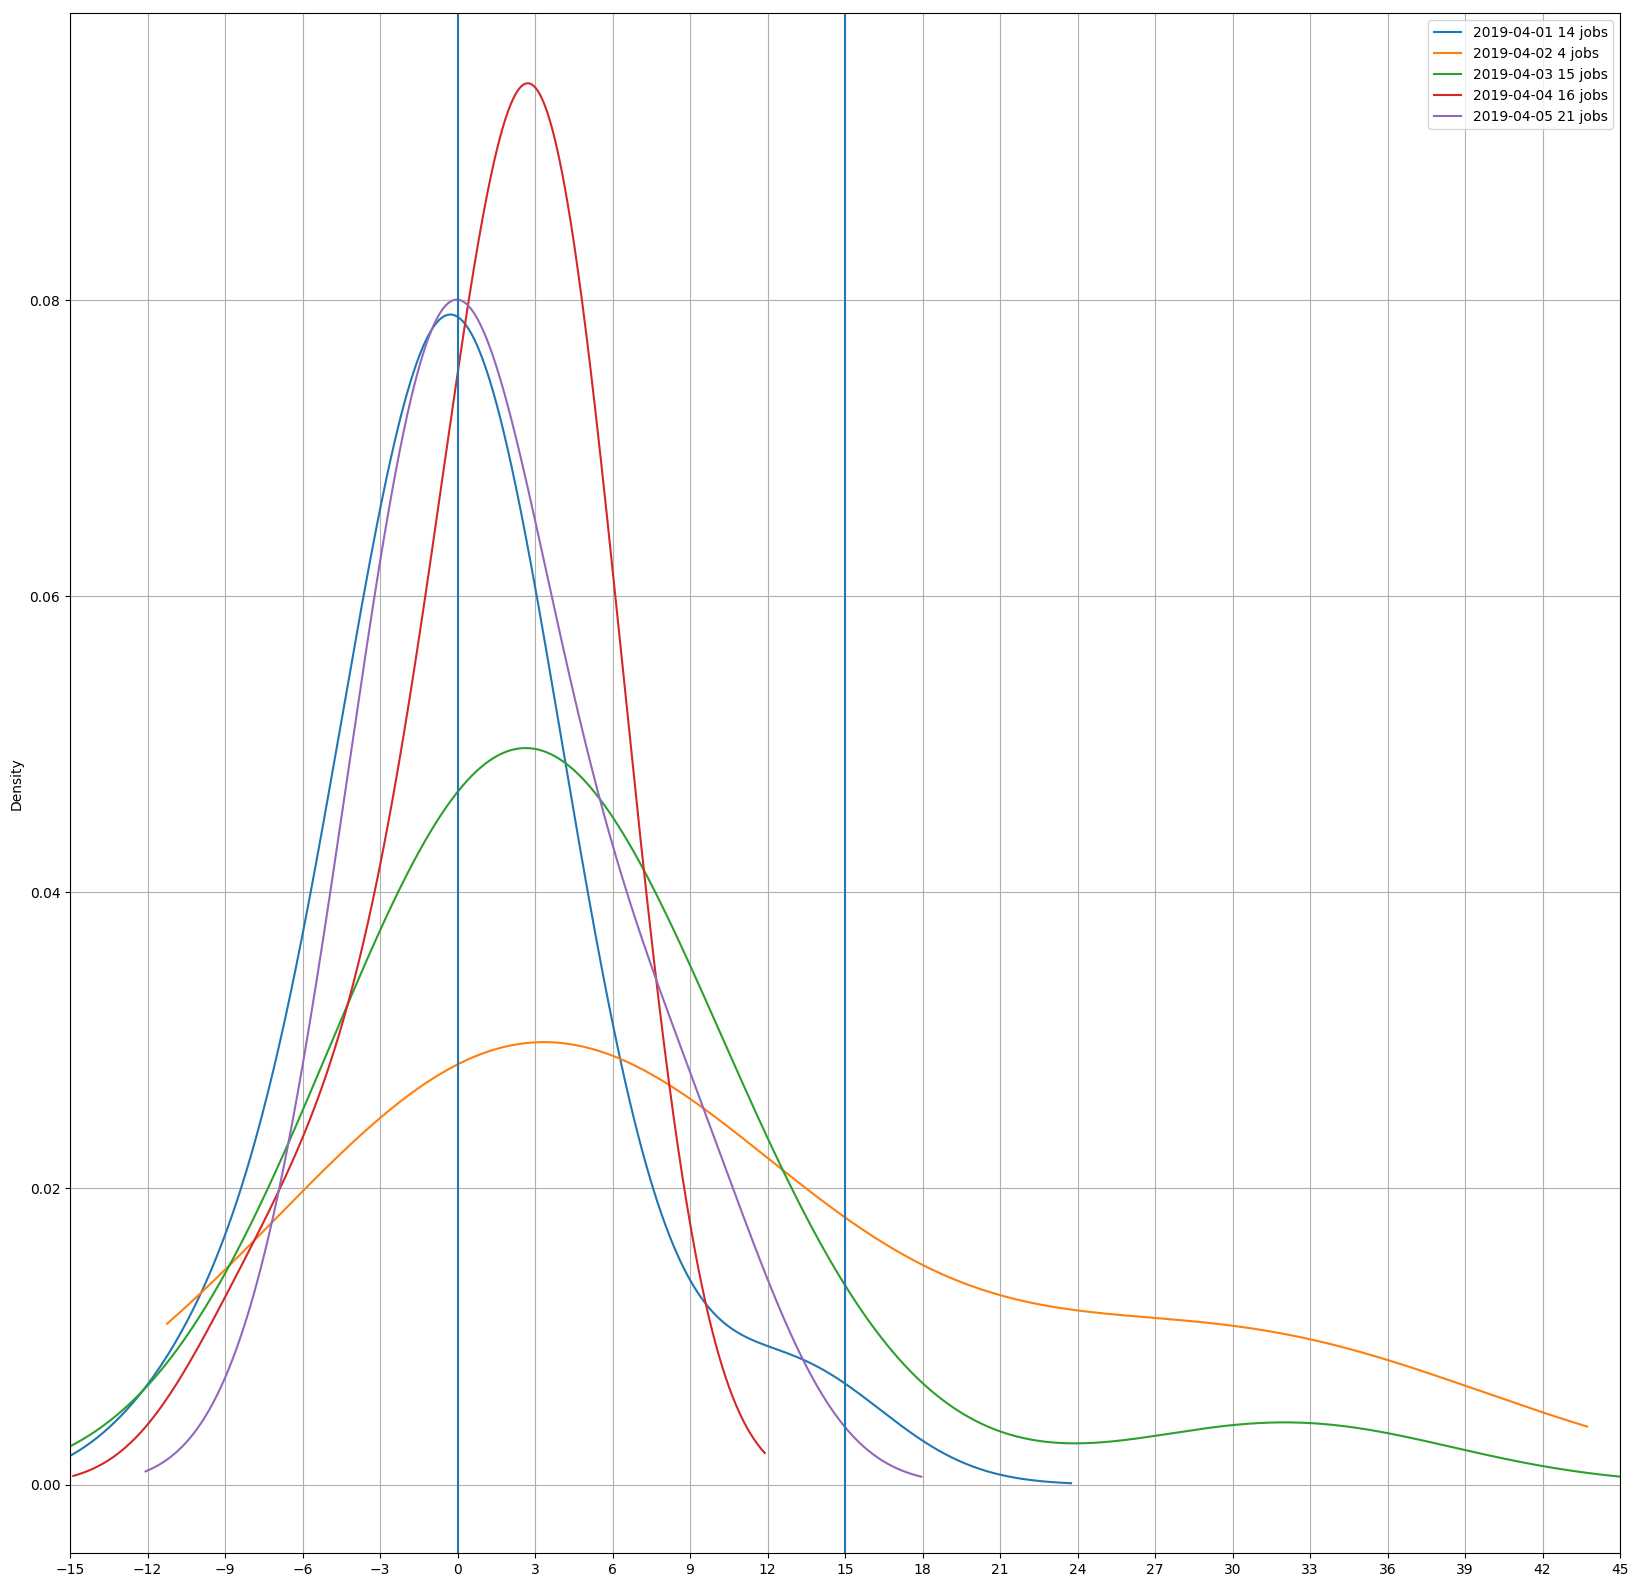 2019-04-01 14 jobs
2019-04-02 4 jobs
2019-04-03 15 jobs
2019-04-04 16 jobs
2019-04-05 21 jobs
0.08
0.06
Density
0.04
0.02
0.00
−15 −12 −9 −6 −3 0 3 6 9 12 15 18 21 24 27 30 33 36 39 42 45